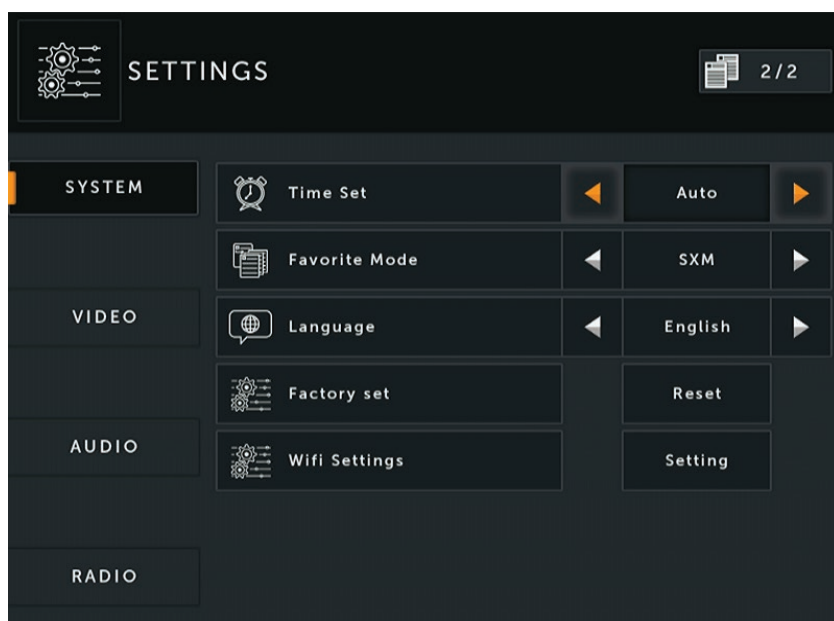 SETTINGS
2/2
SYSTEM
Time Set
Auto
Favorite Mode
SXM
VIDEO
Language
English
Factory set
Reset
AUDIO
Wifi Settings
Setting
RADIO